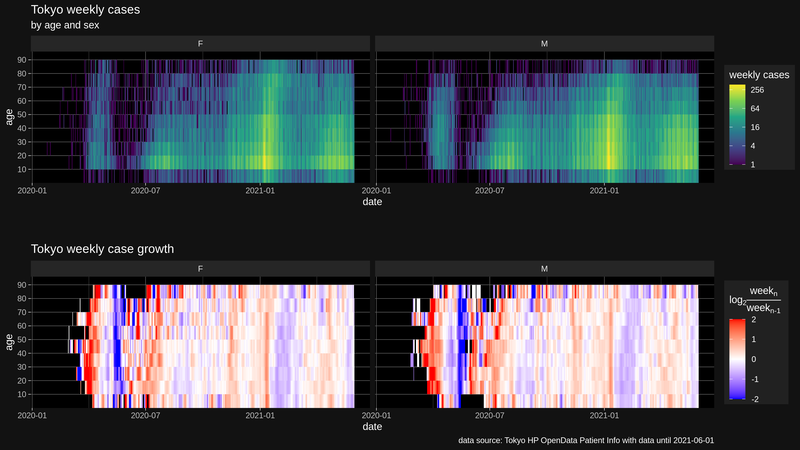 Tokyo weekly cases
by age and sex
F
M
age
90
80
70
60
50
40
30
20
10
2020-01
2020-07
2021-01
2020-01
2020-07
2021-01
date
date
weekly cases
256
64
16
4
1
Tokyo weekly case growth
F
M
age
90
80
70
60
50
40
30
20
10
2020-01
2020-07
2021-01
2020-01
2020-07
2021-01
date
date
log2 weekn
weekn-1
2
1
0
-1
-2
data source: Tokyo HP OpenData Patient Info with data until 2021-06-01